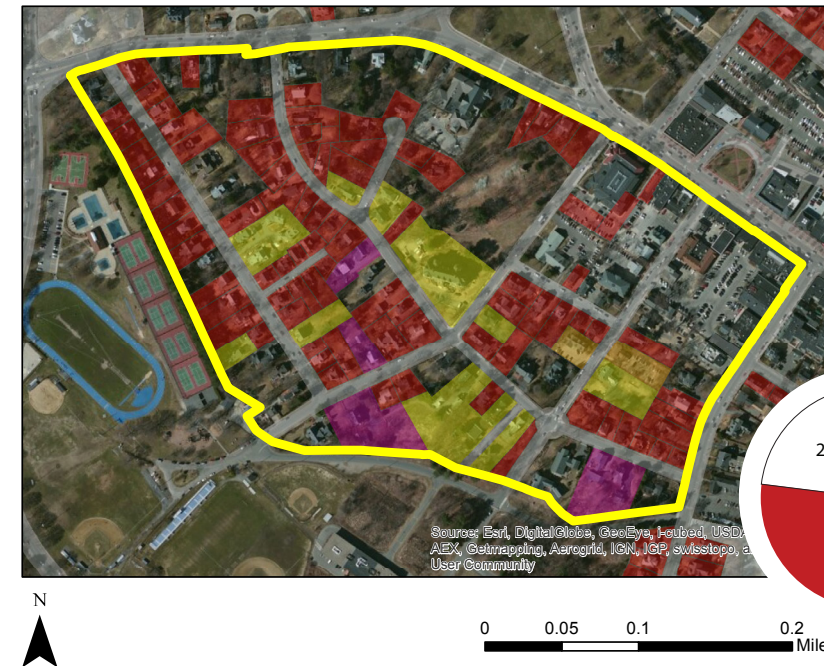 Source: Esri, DigitalGlobe, GeoEye, i-cubed, USDA,
AEX, Getmapping, Aerogrid, IGN, IGP, swisstopo, a
User Community
2
N
0 0.05 0.1 0.2
Mile